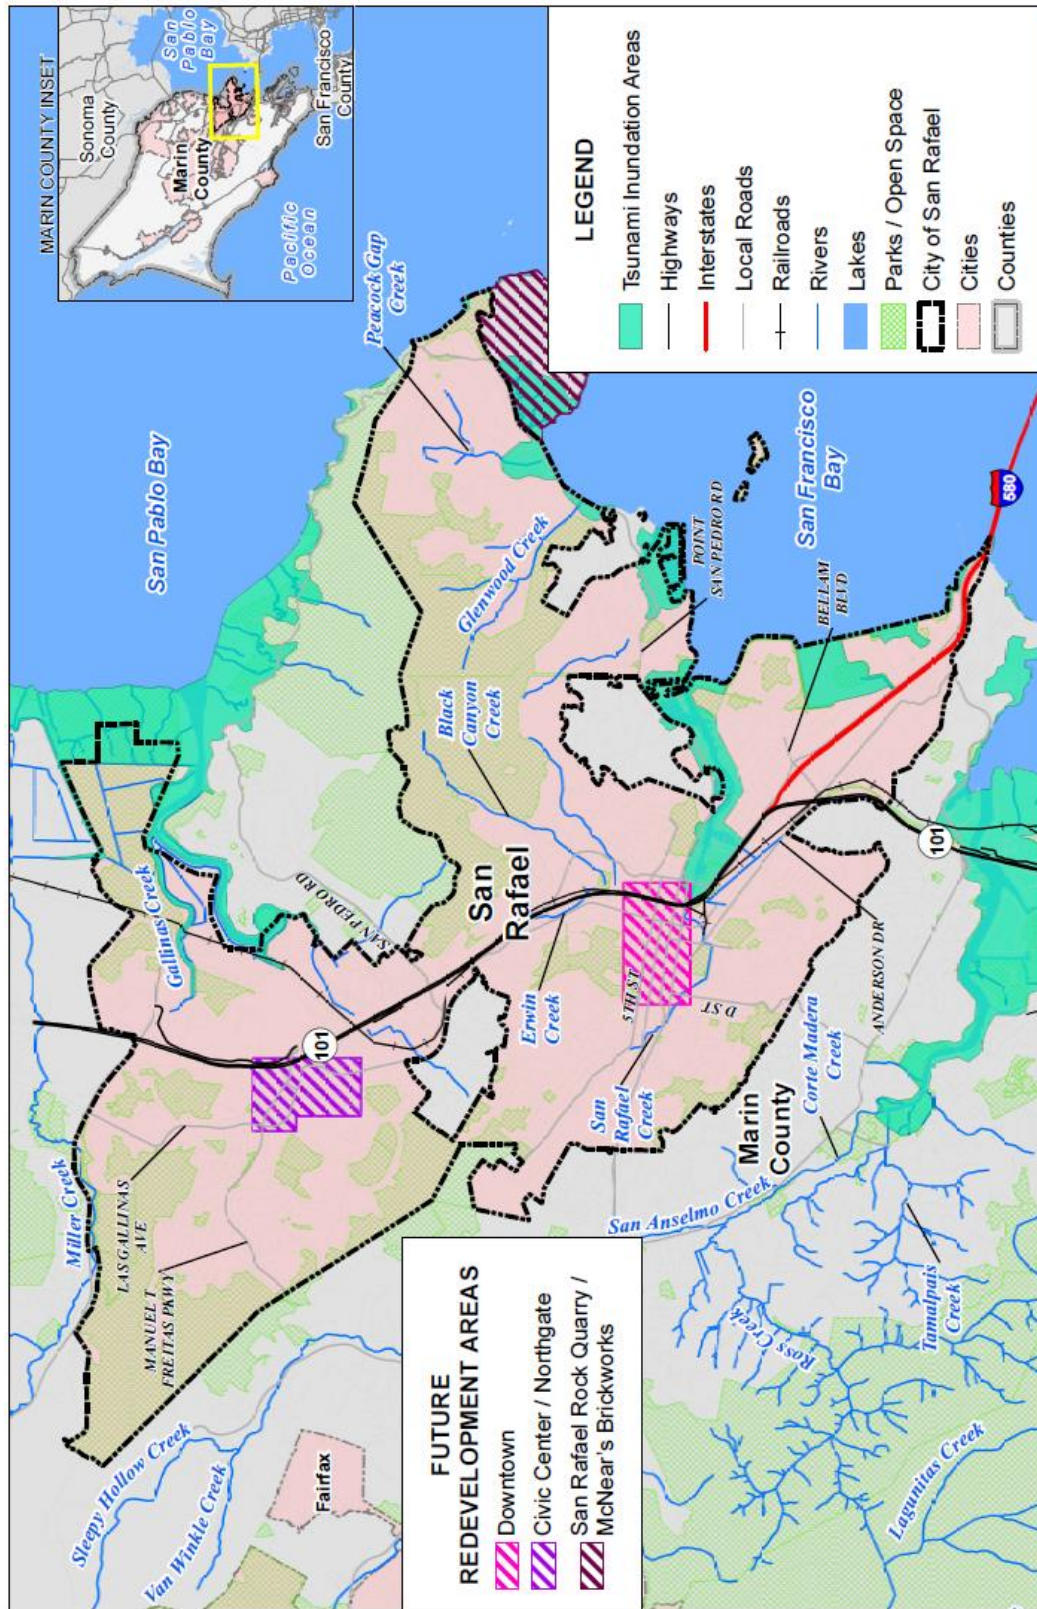 MARIN COUNTY INSET
Sonoma
County
San
Pablo
Bay
Marin
County
Pacific
Ocean
San Francisco
County
San Pablo Bay
Peacock Gap
Creek
Miller Creek
Gallinas Creek
LAS GALLINAS
AVE
MANUEL T
FREITAS PKWY
101
N SAN PEDRO RD
San
Rafael
Black
Canyon
Creek
Glenwood Creek
POINT
SAN PEDRO RD
San Francisco
Bay
BELLAM
BLVD
580
Sleepy Hollow Creek
Van Winkle Creek
Fairfax
Erwin
Creek
5TH ST
D ST
San
Rafael
Creek
ANDERSON DR
101
Marin
County
Corte Madera
Creek
San Anselmo Creek
Ross Creek
Tamalpais
Creek
Lagunitas Creek
FUTURE
REDEVELOPMENT AREAS
Downtown
Civic Center / Northgate
San Rafael Rock Quarry /
McNear's Brickworks
LEGEND
Tsunami Inundation Areas
Highways
Interstates
Local Roads
Railroads
Rivers
Lakes
Parks / Open Space
City of San Rafael
Cities
Counties